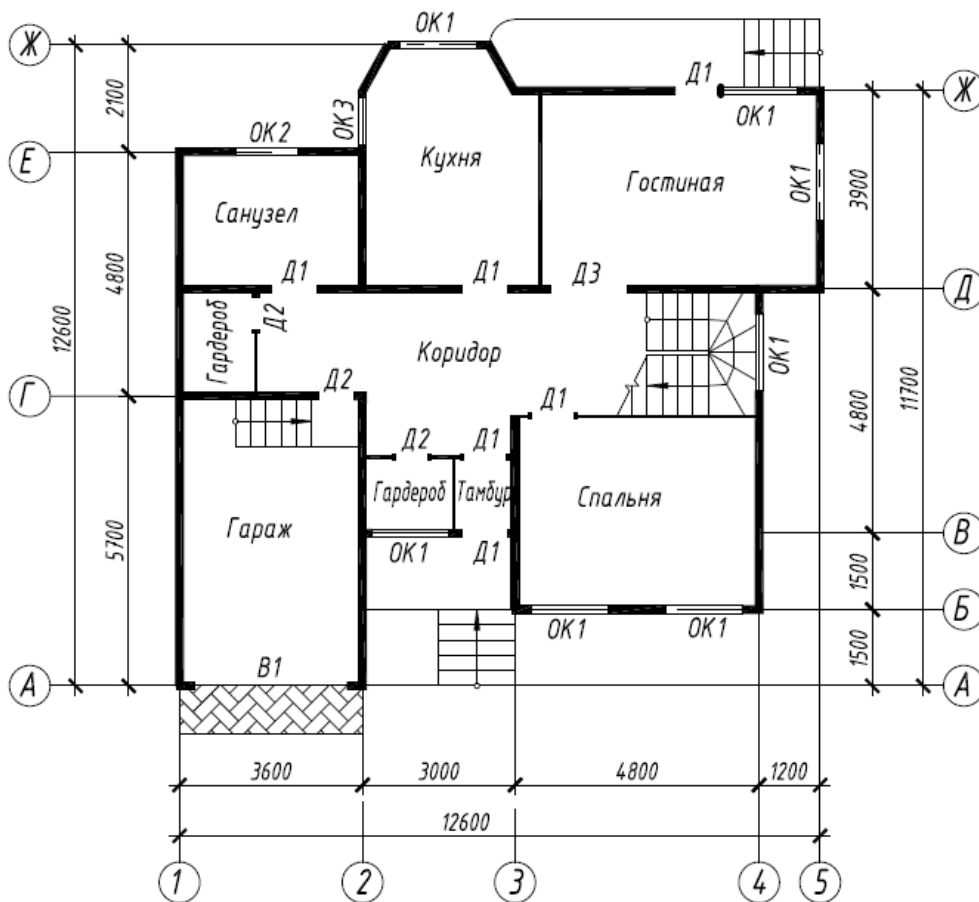 ОК1
Ж
Д1
Ж
2100
ОК3
ОК1
ОК2
Е
Кухня
Гостиная
ОК1
3900
Санузел
4800
12600
Д1
Д1
Д3
Д
Гардероб
Д2
Коридор
ОК1
4800
11700
Г
Д2
Д1
Д2
Д1
Гардероб
Тамбур
Спальня
Гараж
5700
В
ОК1
Д1
1500
ОК1
ОК1
Б
1500
В1
А
А
3600
3000
4800
1200
12600
1
2
3
4
5